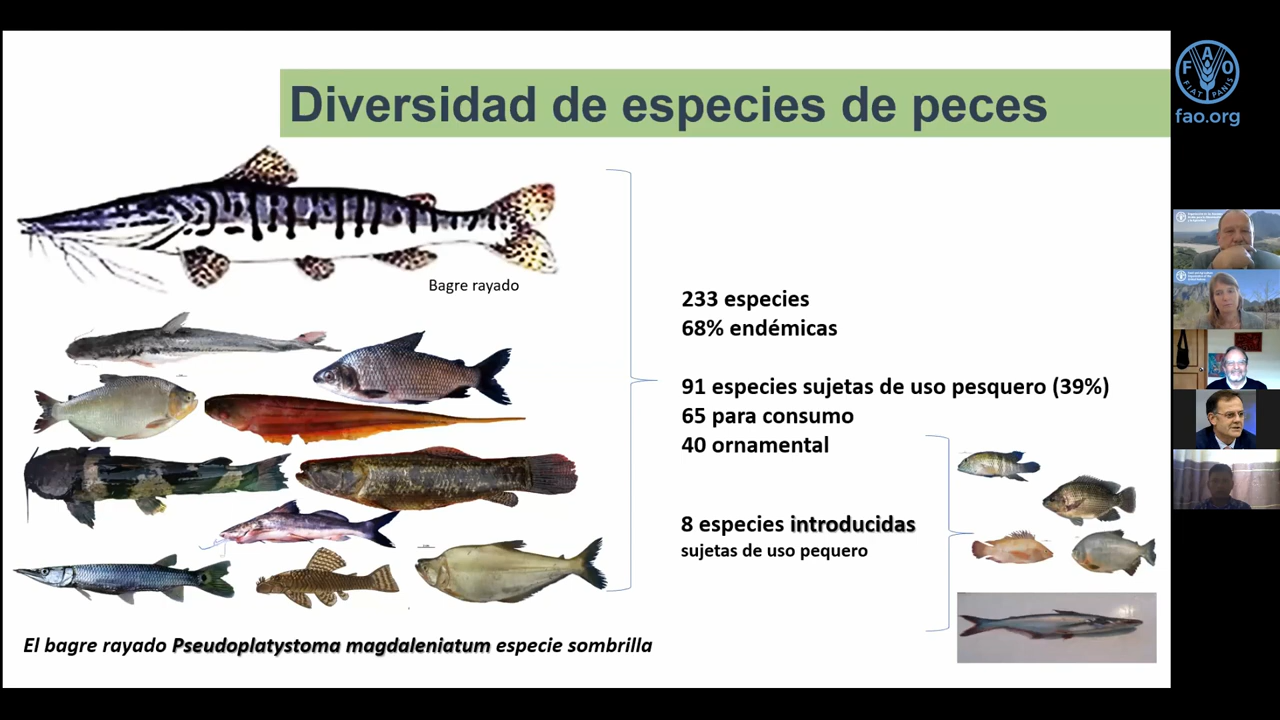 Diversidad de especies de peces
Bagre rayado
233 especies
68% endémicas
91 especies sujetas de uso pesquero (39%)
65 para consumo
40 ornamental
8 especies introducidas
sujetas de uso pequero
El bagre rayado Pseudoplatystoma magdaleniatum especie sombrilla
F A O
FIAT PANIS
fao.org